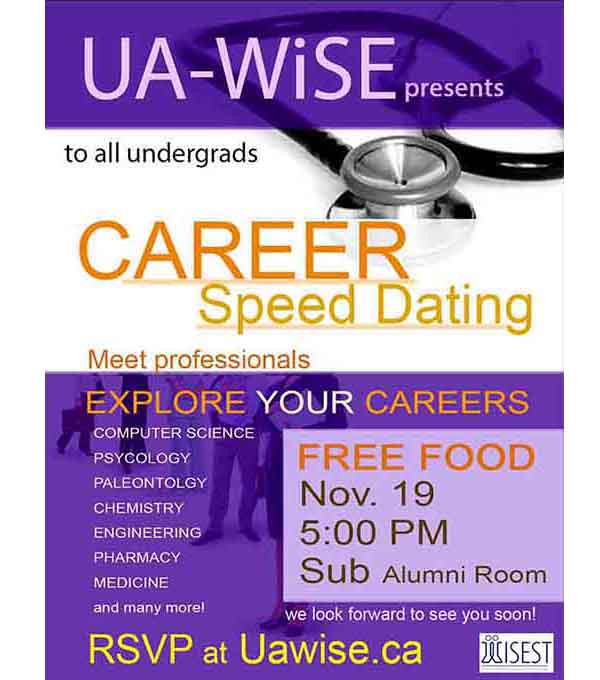 UA-WiSE presents
to all undergrads
CAREER
Speed Dating
Meet professionals
EXPLORE YOUR CAREERS
COMPUTER SCIENCE
PSYCOLOGY
PALEONTOLGY
CHEMISTRY
ENGINEERING
PHARMACY
MEDICINE
and many more!
FREE FOOD
Nov. 19
5:00 PM
Sub Alumni Room
we look forward to see you soon!
RSVP at Uawise.ca
WISEST